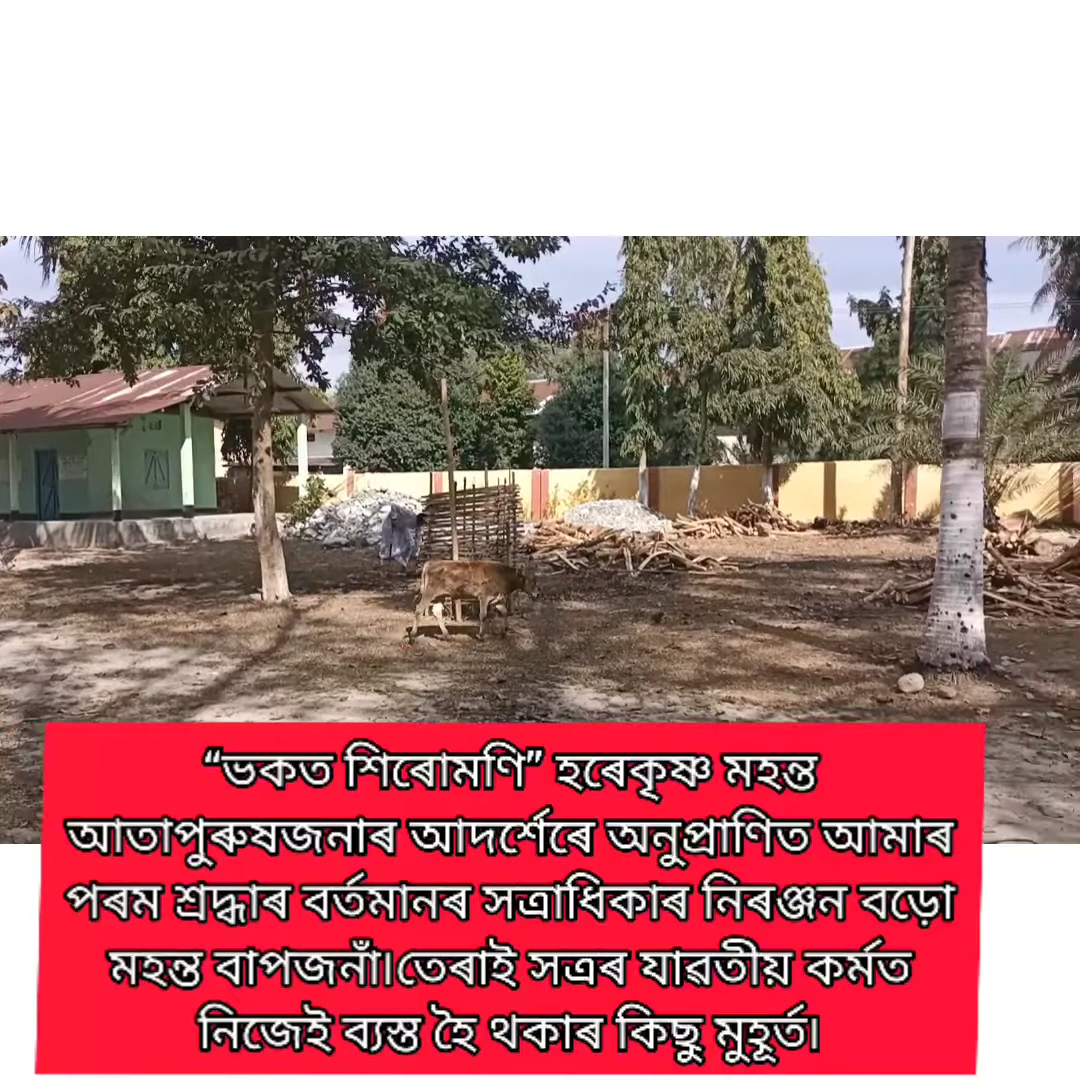 “ভকত শিৰোমণি” হৰেকৃষ্ণ মহন্ত
আতাপুৰুষজনাৰ আদৰ্শেৰে অনুপ্ৰাণিত আমাৰ
পৰম শ্ৰদ্ধাৰ বৰ্তমানৰ সত্ৰাধিকাৰ নিৰঞ্জন বড়ো
মহন্ত বাপজনাঁ।তেৰাই সত্ৰৰ যাৱতীয় কৰ্মত
নিজেই ব্যস্ত হৈ থকাৰ কিছু মুহূৰ্ত।